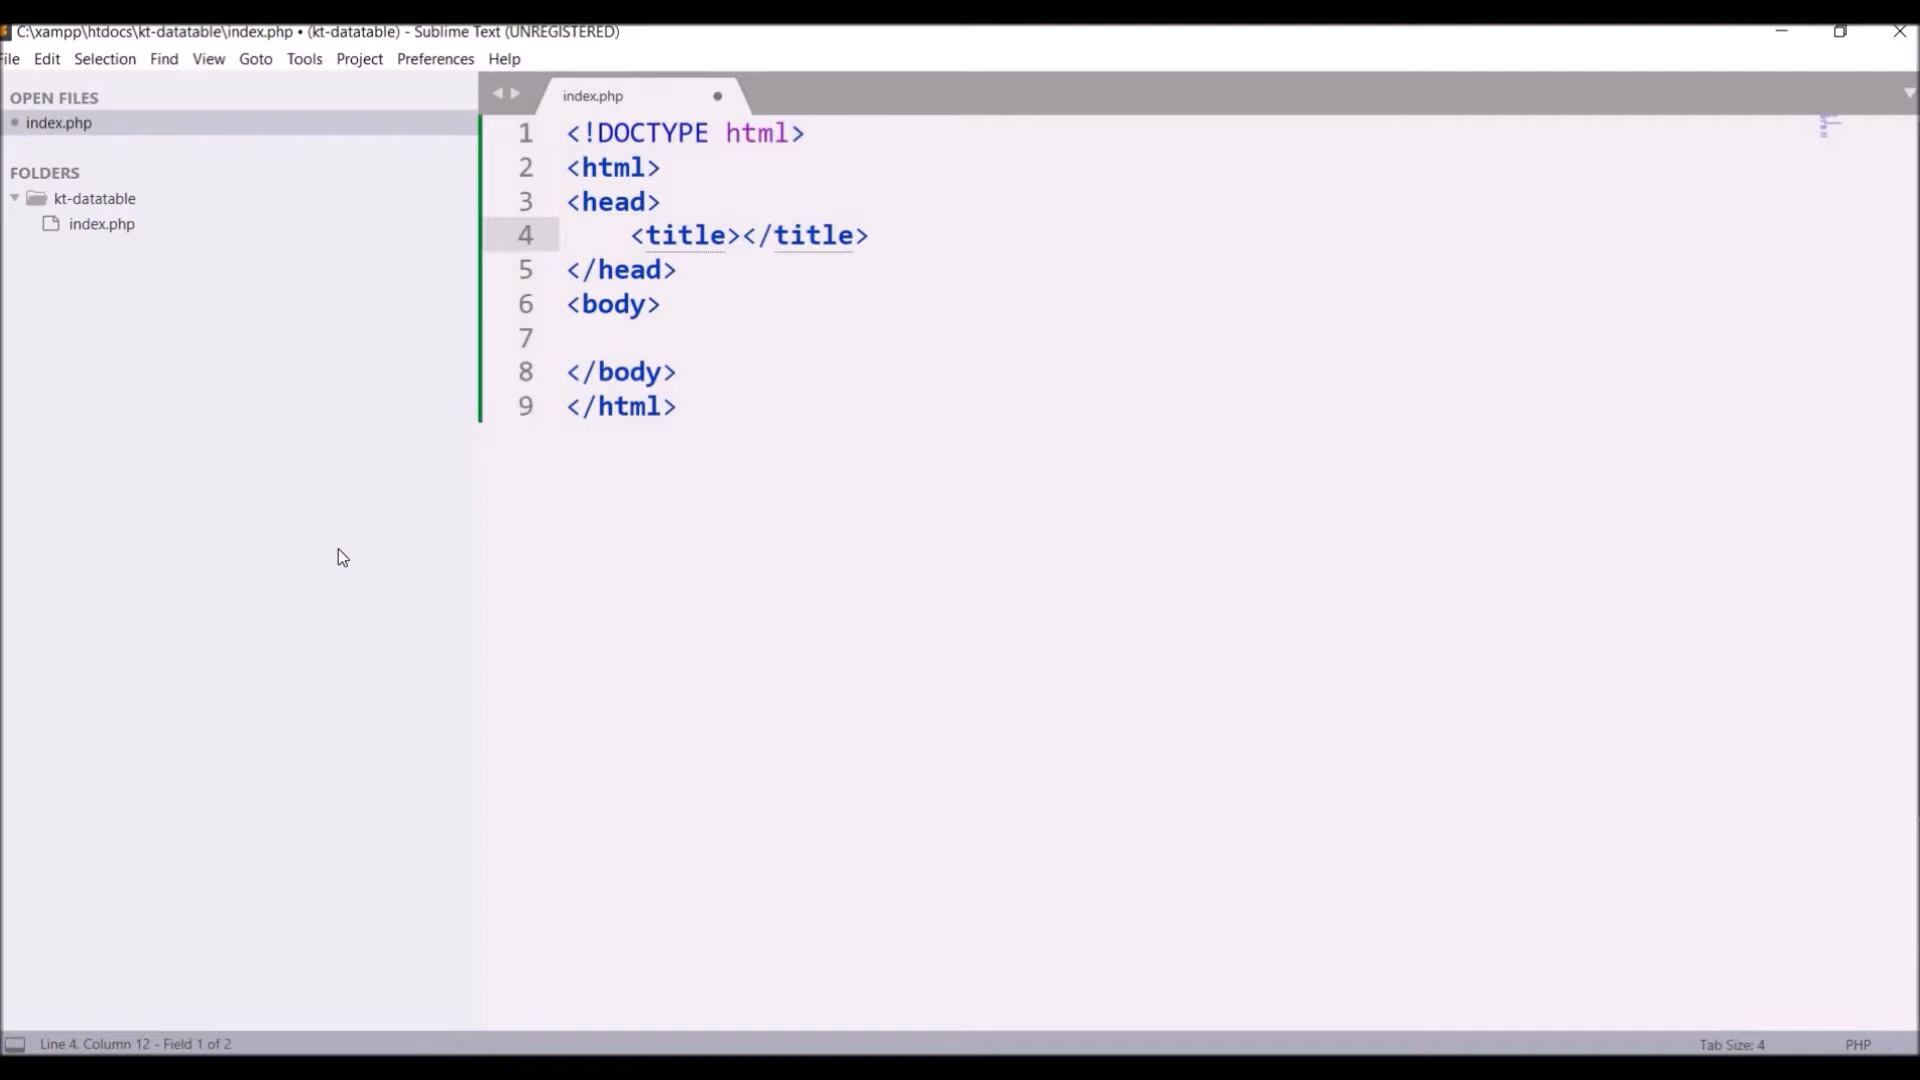 C:\xampp\htdocs\kt-datatable\index.php • (kt-datatable) - Sublime Text (UNREGISTERED)
File Edit Selection Find View Goto Tools Project Preferences Help
OPEN FILES
index.php
FOLDERS
kt-datatable
index.php
index.php
1 <!DOCTYPE html>
2 <html>
3 <head>
4     <title></title>
5 </head>
6 <body>
7
8 </body>
9 </html>
Line 4, Column 12 - Field 1 of 2
Tab Size: 4
PHP